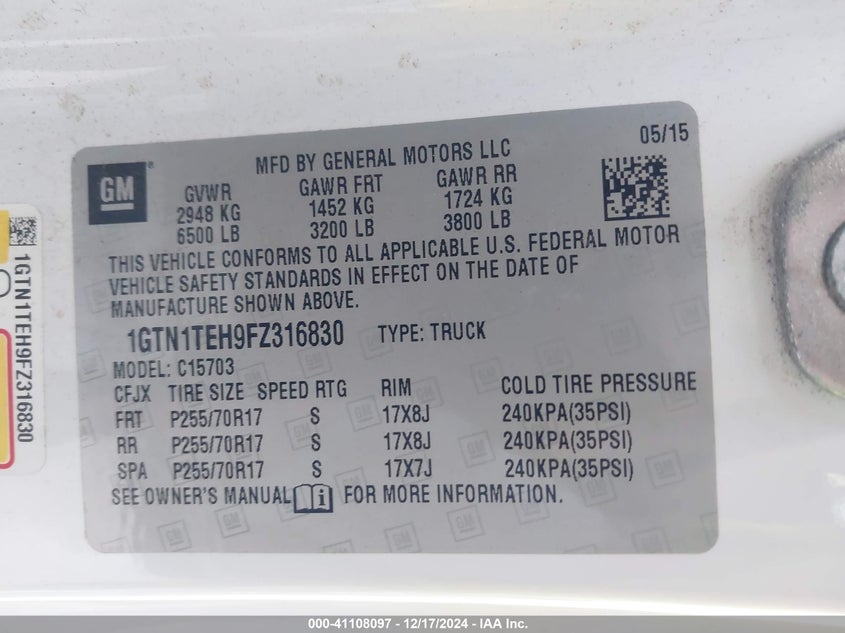 MFD BY GENERAL MOTORS LLC
05/15
GM
GVWR GAWR FRT GAWR RR
2948 KG 1452 KG 1724 KG
6500 LB 3200 LB 3800 LB
THIS VEHICLE CONFORMS TO ALL APPLICABLE U.S. FEDERAL MOTOR
VEHICLE SAFETY STANDARDS IN EFFECT ON THE DATE OF
MANUFACTURE SHOWN ABOVE.
1GTN1TEH9FZ316830 TYPE: TRUCK
MODEL: C15703
CFJX TIRE SIZE SPEED RTG RIM COLD TIRE PRESSURE
FRT P255/70R17 S 17X8J 240KPA(35PSI)
RR P255/70R17 S 17X8J 240KPA(35PSI)
SPA P255/70R17 S 17X7J 240KPA(35PSI)
SEE OWNER'S MANUAL FOR MORE INFORMATION.
1GTN1TEH9FZ316830
000-41108097 - 12/17/2024 - IAA Inc.